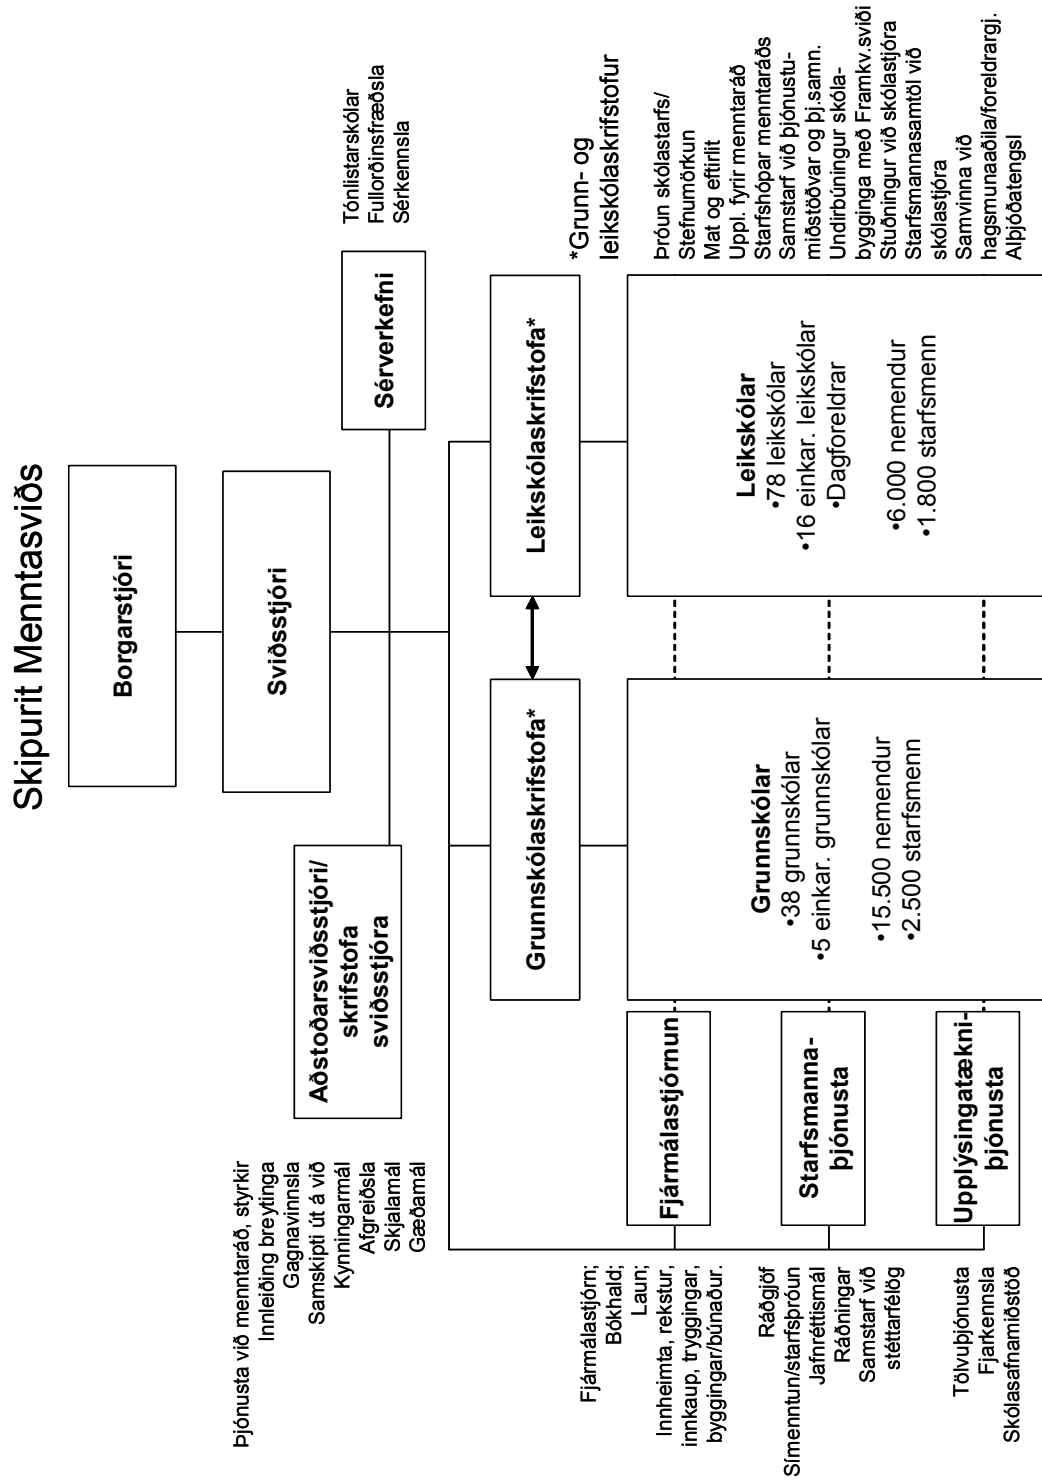 Skipurit Menntasviðs
Borgarstjóri
Sviðsstjóri
Aðstoðarsviðsstjóri/
skrifstofa
sviðsstjóra
Þjónusta við menntaráð, styrkir
Innleiðing breytinga
Gagnavinnsla
Samskipti út á við
Kynningarmál
Afgreiðsla
Skjalamál
Gæðamál
Sérverkefni
Tónlistarskólar
Fullorðinsfræðsla
Sérkennsla
Grunnskólaskrifstofa*
Leikskólaskrifstofa*
*Grunn- og
leikskólaskrifstofur
Þróun skólastarfs/
Stefnumörkun
Mat og eftirlit
Uppl. fyrir menntaráð
Starfshópar menntaráðs
Samstarf við þjónustu-
miðstöðvar og þj.samn.
Undirbúningur skóla-
bygginga með Framkv.sviði
Stuðningur við skólastjóra
Starfsmannasamtöl við
skólastjóra
Samvinna við
hagsmunaaðila/foreldrargj.
Alþjóðatengsl
Grunnskólar
•38 grunnskólar
•5 einkar. grunnskólar
•15.500 nemendur
•2.500 starfsmenn
Leikskólar
•78 leikskólar
•16 einkar. leikskólar
•Dagforeldrar
•6.000 nemendur
•1.800 starfsmenn
Fjármálastjórnun
Fjármálastjórn;
Bókhald;
Laun;
Innheimta, rekstur,
innkaup, tryggingar,
byggingar/búnaður.
Starfsmanna-
þjónusta
Ráðgjöf
Símenntun/starfsþróun
Jafnréttismál
Ráðningar
Samstarf við
stéttarfélög
Upplýsingatækni-
þjónusta
Tölvuþjónusta
Fjarkennsla
Skólasafnamiðstöð